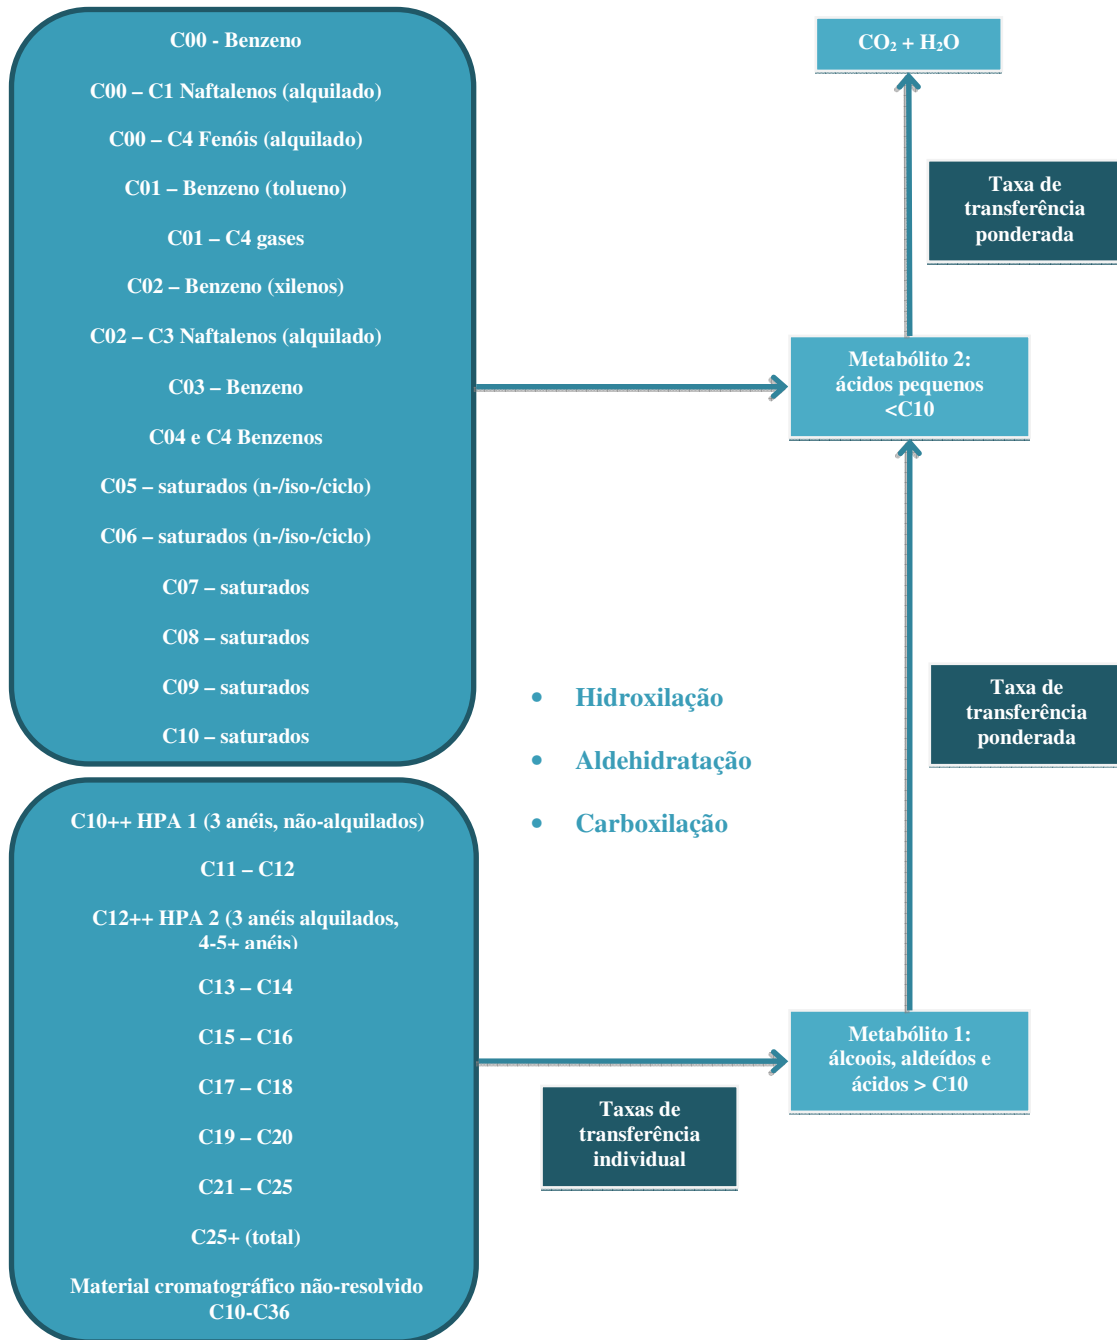 C00 - Benzeno
C00 – C1 Naftalenos (alquilado)
C00 – C4 Fenóis (alquilado)
C01 – Benzeno (tolueno)
C01 – C4 gases
C02 – Benzeno (xilenos)
C02 – C3 Naftalenos (alquilado)
C03 – Benzeno
C04 e C4 Benzenos
C05 – saturados (n-/iso-/ciclo)
C06 – saturados (n-/iso-/ciclo)
C07 – saturados
C08 – saturados
C09 – saturados
C10 – saturados
C10++ HPA 1 (3 anéis, não-alquilados)
C11 – C12
C12++ HPA 2 (3 anéis alquilados,
4-5+ anéis)
C13 – C14
C15 – C16
C17 – C18
C19 – C20
C21 – C25
C25+ (total)
Material cromatográfico não-resolvido
C10-C36
• Hidroxilação
• Aldehidratação
• Carboxilação
Taxas de
transferência
individual
CO₂ + H₂O
Taxa de
transferência
ponderada
Metabólito 2:
ácidos pequenos
<C10
Taxa de
transferência
ponderada
Metabólito 1:
álcoois, aldeídos e
ácidos > C10